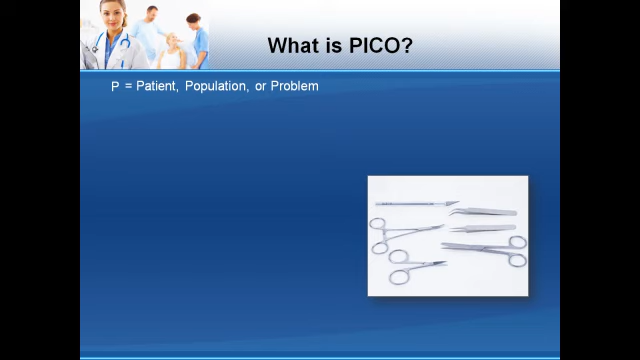 What is PICO?
P = Patient, Population, or Problem